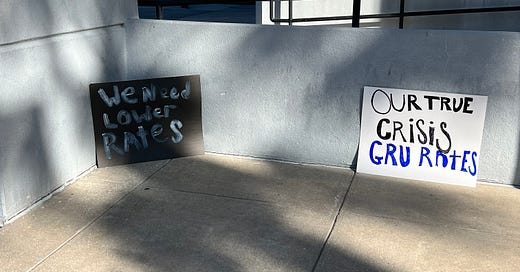 We Need
Lower
Rates
OUR TRUE
CRISIS
GRU RATES